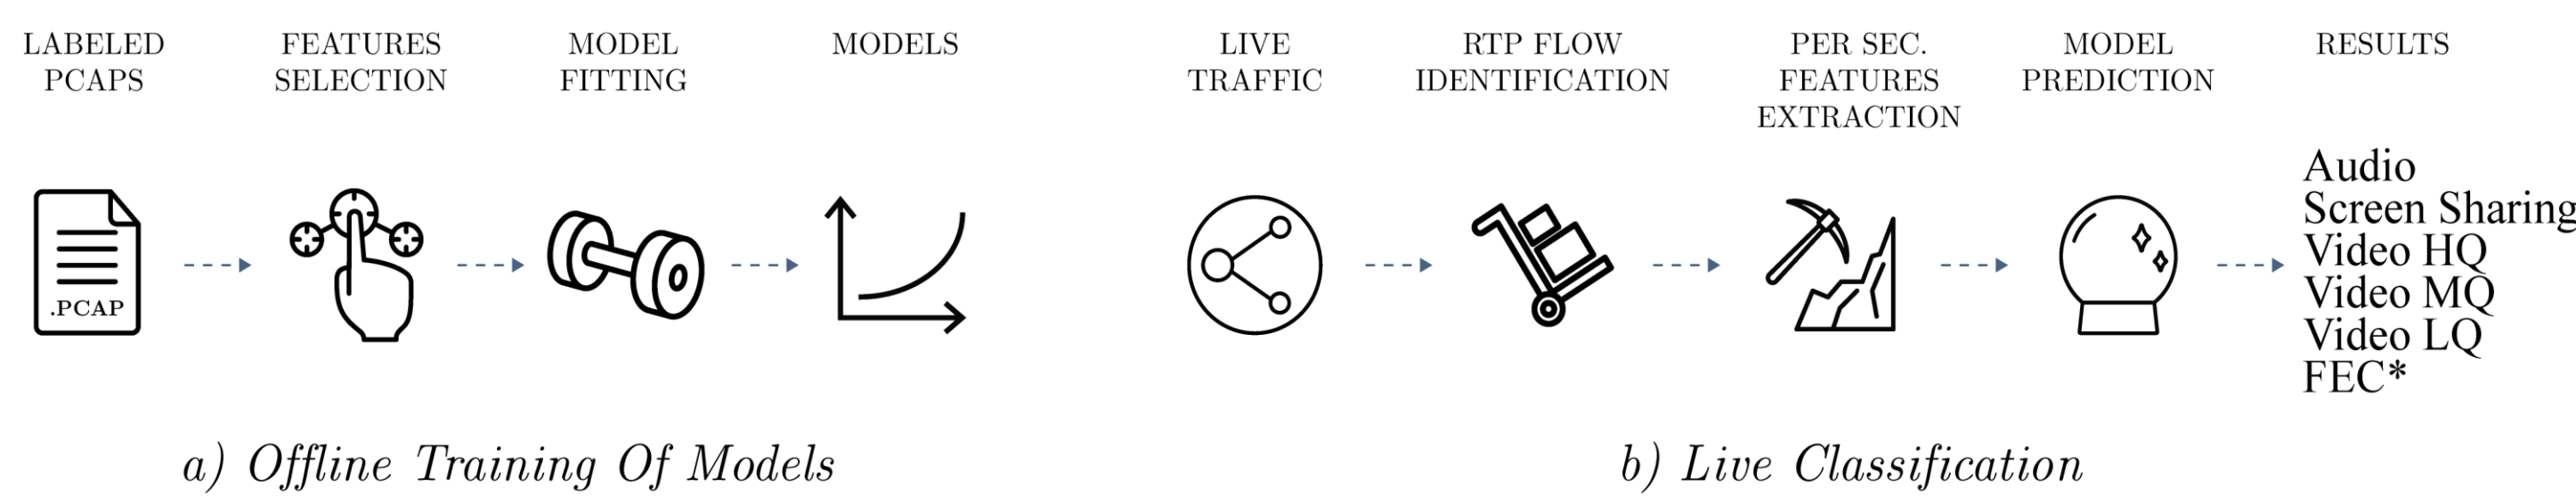 LABELED
PCAPS
FEATURES
SELECTION
MODEL
FITTING
MODELS
.PCAP
a) Offline Training Of Models
LIVE
TRAFFIC
RTP FLOW
IDENTIFICATION
PER SEC.
FEATURES
EXTRACTION
MODEL
PREDICTION
RESULTS
Audio
Screen Sharing
Video HQ
Video MQ
Video LQ
FEC*
b) Live Classification